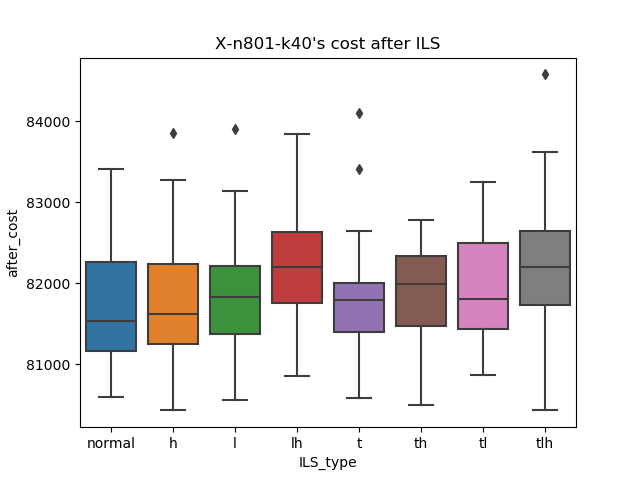 X-n801-k40's cost after ILS
after_cost
84000
83000
82000
81000
normal h l lh t th tl tlh
ILS_type